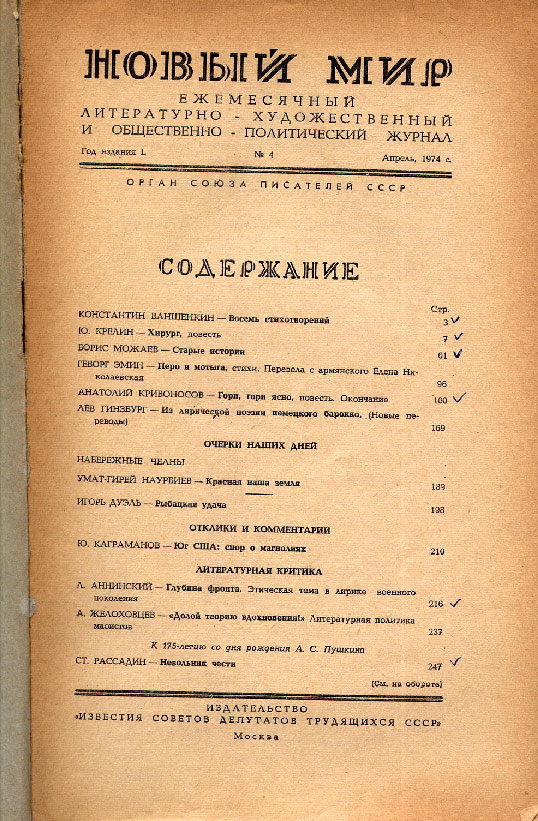 НОВЫЙ МИР
ЕЖЕМЕСЯЧНЫЙ
ЛИТЕРАТУРНО - ХУДОЖЕСТВЕННЫЙ
И ОБЩЕСТВЕННО - ПОЛИТИЧЕСКИЙ ЖУРНАЛ
Год издания L № 4 Апрель, 1974 г.
ОРГАН СОЮЗА ПИСАТЕЛЕЙ СССР
СОДЕРЖАНИЕ
Стр.
КОНСТАНТИН ВАНШЕНКИН — Восемь стихотворений 3
Ю. КРЕЛИН — Хирург, повесть 7
БОРИС МОЖАЕВ — Старые истории 61
ГЕВОРГ ЭМИН — Перо и мотыга, стихи. Перевела с армянского Елена Ни-
колаевская 96
АНАТОЛИЙ КРИВОНОСОВ — Гори, гори ясно, повесть. Окончание 100
ЛЕВ ГИНЗБУРГ — Из лирической поэзии немецкого барокко. (Новые пе-
реводы) 169
ОЧЕРКИ НАШИХ ДНЕЙ
НАБЕРЕЖНЫЕ ЧЕЛНЫ
УМАТ-ГИРЕЙ НАУРБИЕВ — Красная наша земля 189
ИГОРЬ ДУЭЛЬ — Рыбацкая удача 198
ОТКЛИКИ И КОММЕНТАРИИ
Ю. КАГРАМАНОВ — Юг США: спор о магнолиях 210
ЛИТЕРАТУРНАЯ КРИТИКА
Л. АННИНСКИЙ — Глубина фронта. Этическая тема в лирике военного
поколения 216
А. ЖЕЛОХОВЦЕВ — «Долой теорию вдохновения!» Литературная политика
маоистов 237
К 175-летию со дня рождения А. С. Пушкина
СТ. РАССАДИН — Невольник чести 247
(См. на обороте)
ИЗДАТЕЛЬСТВО
«ИЗВЕСТИЯ СОВЕТОВ ДЕПУТАТОВ ТРУДЯЩИХСЯ СССР»
Москва